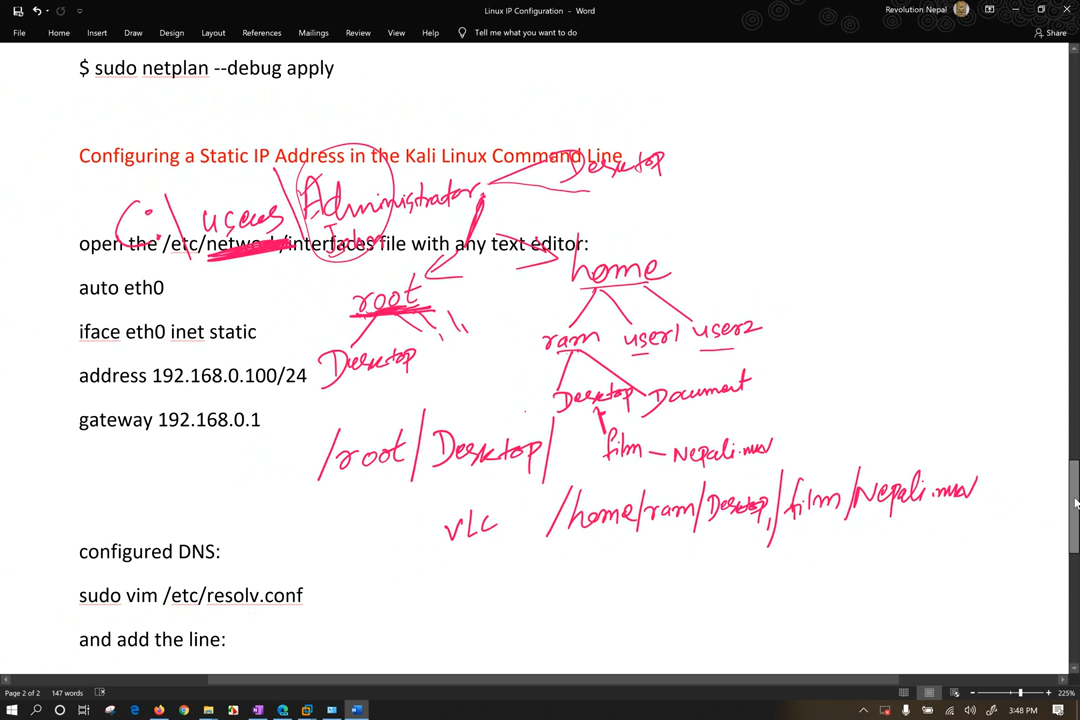 Linux IP Configuration - Word
Revolution Nepal
File Home Insert Draw Design Layout References Mailings Review View Help Tell me what you want to do
Share
$ sudo netplan --debug apply
Configuring a Static IP Address in the Kali Linux Command Line
Desktop
C:\users\Administrator
John
open the /etc/network/interfaces file with any text editor:
root
home
auto eth0
iface eth0 inet static
ram user1 user2
Desktop
address 192.168.0.100/24
Desktop Document
gateway 192.168.0.1
film - Nepali.
/root/Desktop/
vlc
/home/ram/Desktop/film/Nepali.
configured DNS:
sudo vim /etc/resolv.conf
and add the line:
Page 2 of 2 147 words
225%
3:48 PM